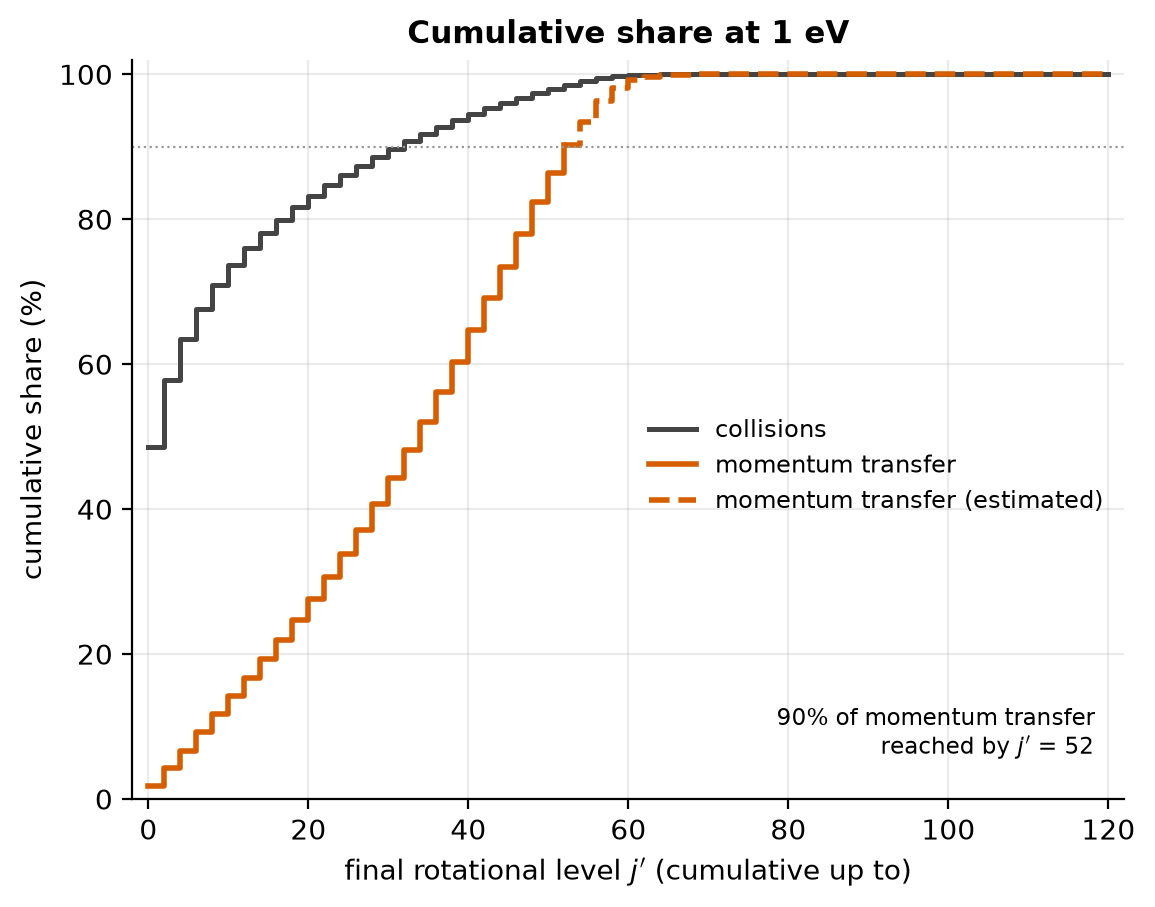 Cumulative share at 1 eV
cumulative share (%)
100
80
60
40
20
0
collisions
momentum transfer
momentum transfer (estimated)
90% of momentum transfer
reached by j′ = 52
0 20 40 60 80 100 120
final rotational level j′ (cumulative up to)